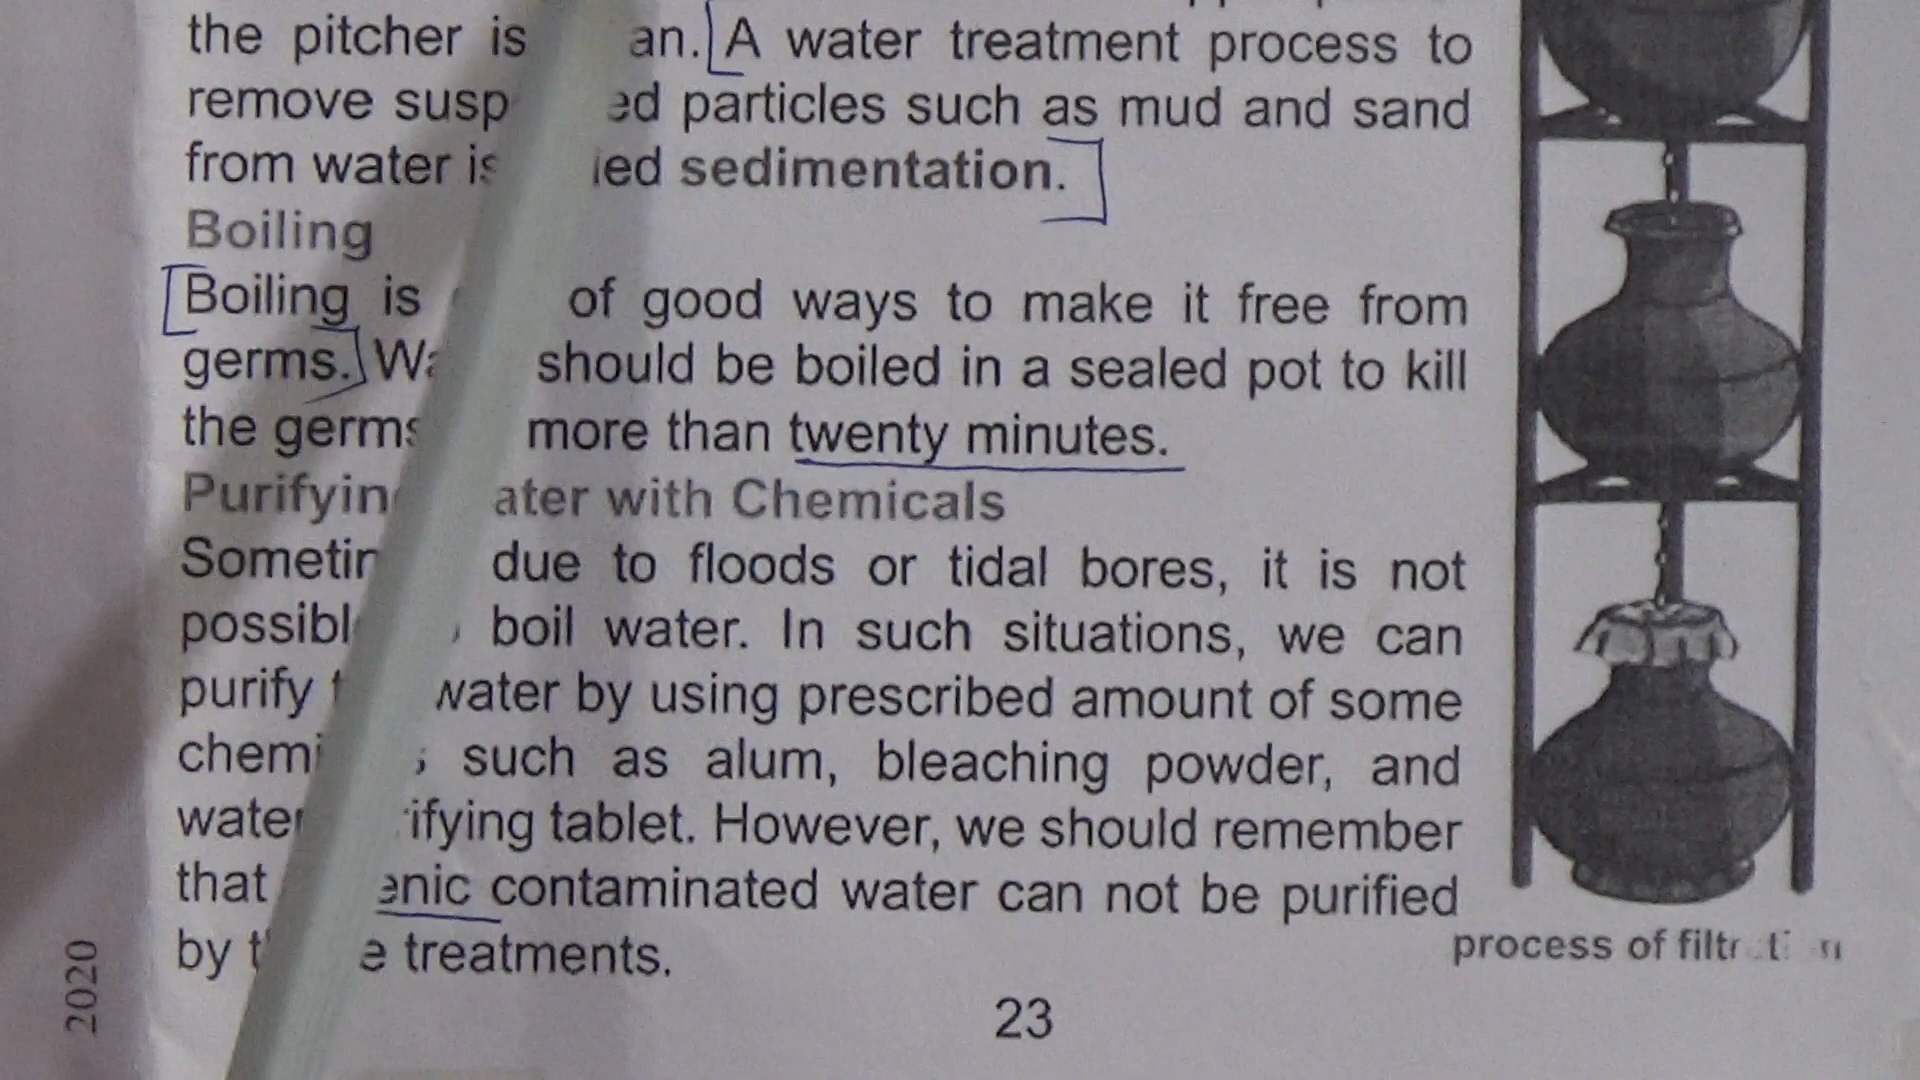 the pitcher is an. A water treatment process to
remove susp ed particles such as mud and sand
from water is led sedimentation.
Boiling
Boiling is of good ways to make it free from
germs. Wa should be boiled in a sealed pot to kill
the germs more than twenty minutes.
Purifyin ater with Chemicals
Sometim due to floods or tidal bores, it is not
possibl boil water. In such situations, we can
purify water by using prescribed amount of some
chemi s such as alum, bleaching powder, and
water ifying tablet. However, we should remember
that enic contaminated water can not be purified
by t e treatments.
process of filtr ti n
23
2020